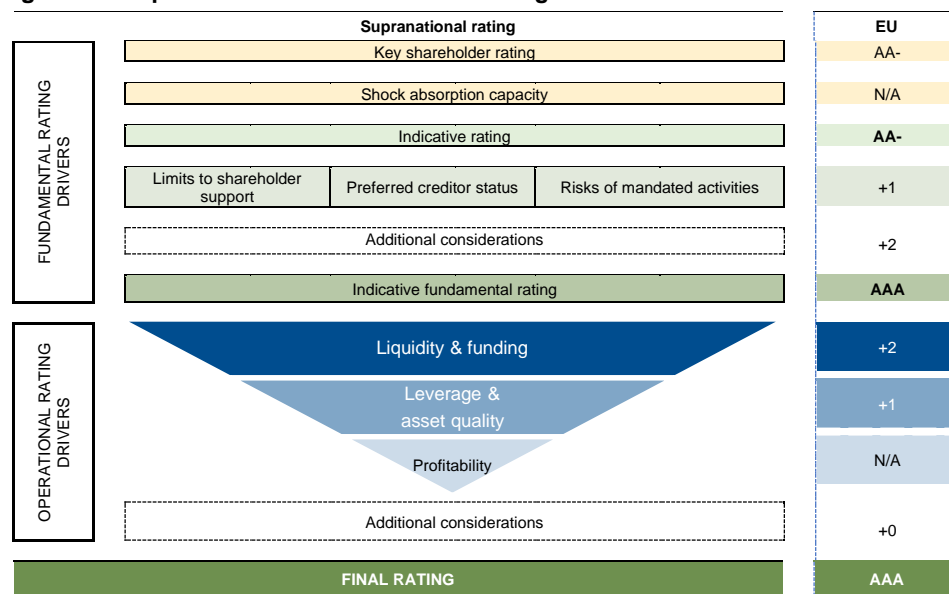 Supranational rating
EU
FUNDAMENTAL RATING
DRIVERS
Key shareholder rating
AA-
Shock absorption capacity
N/A
Indicative rating
AA-
Limits to shareholder
support
Preferred creditor status
Risks of mandated activities
+1
Additional considerations
+2
Indicative fundamental rating
AAA
OPERATIONAL RATING
DRIVERS
Liquidity & funding
+2
Leverage &
asset quality
+1
Profitability
N/A
Additional considerations
+0
FINAL RATING
AAA